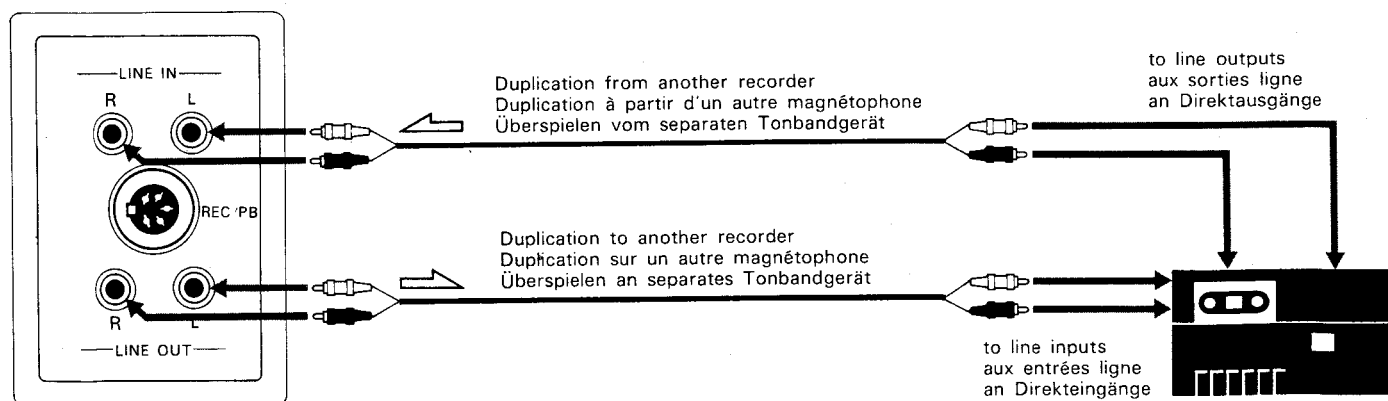 LINE IN
R L
REC/PB
R L
LINE OUT
Duplication from another recorder
Duplication à partir d'un autre magnétophone
Überspielen vom separaten Tonbandgerät
to line outputs
aux sorties ligne
an Direktausgänge
Duplication to another recorder
Duplication sur un autre magnétophone
Überspielen an separates Tonbandgerät
to line inputs
aux entrées ligne
an Direkteingänge